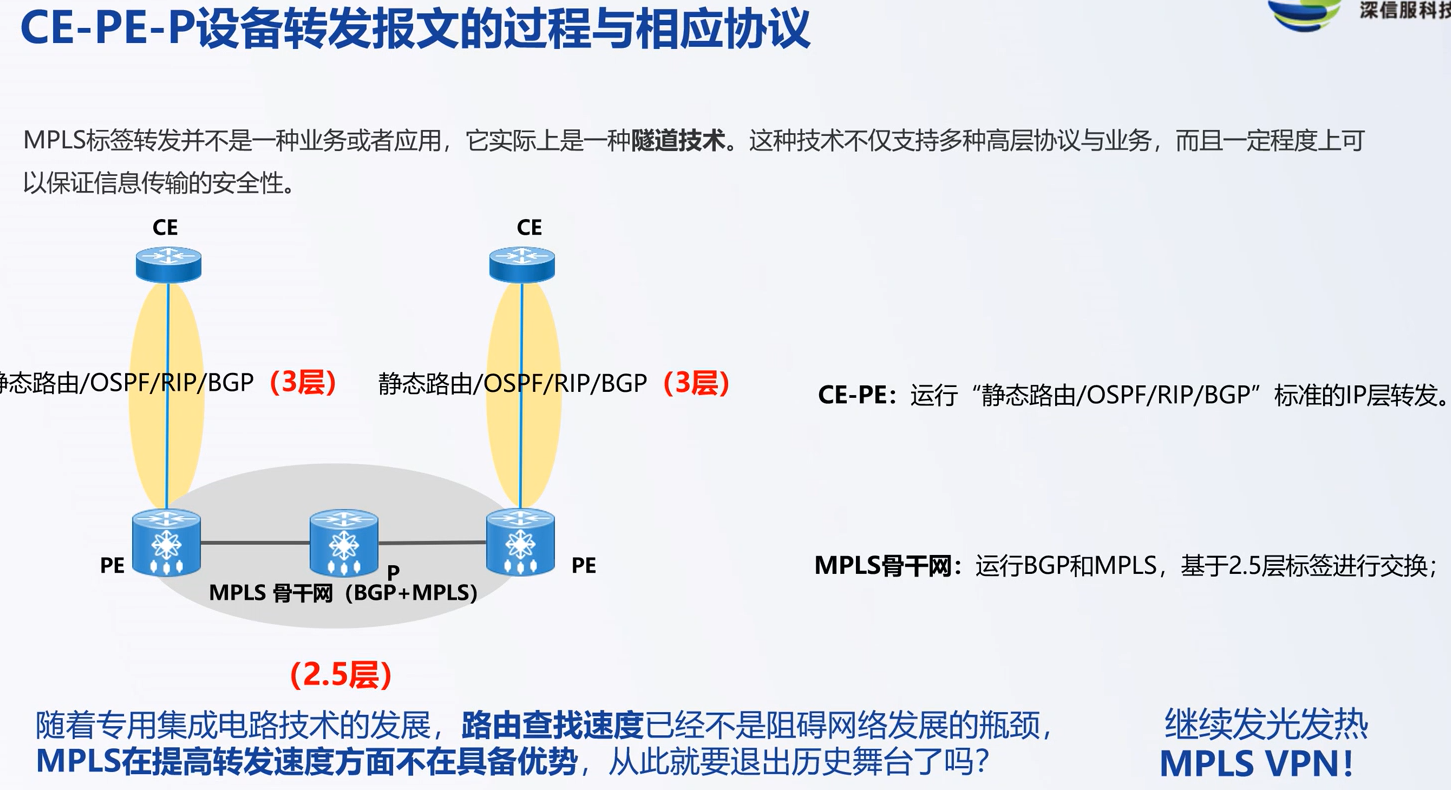 CE-PE-P设备转发报文的过程与相应协议
深信服科技
MPLS标签转发并不是一种业务或者应用，它实际上是一种隧道技术。这种技术不仅支持多种高层协议与业务，而且一定程度上可
以保证信息传输的安全性。
CE
CE
静态路由/OSPF/RIP/BGP（3层）
静态路由/OSPF/RIP/BGP（3层）
CE-PE：运行“静态路由/OSPF/RIP/BGP”标准的IP层转发。
PE
P
PE
MPLS 骨干网（BGP+MPLS）
MPLS骨干网：运行BGP和MPLS，基于2.5层标签进行交换；
（2.5层）
随着专用集成电路技术的发展，路由查找速度已经不是阻碍网络发展的瓶颈，
MPLS在提高转发速度方面不在具备优势，从此就要退出历史舞台了吗？
继续发光发热
MPLS VPN！